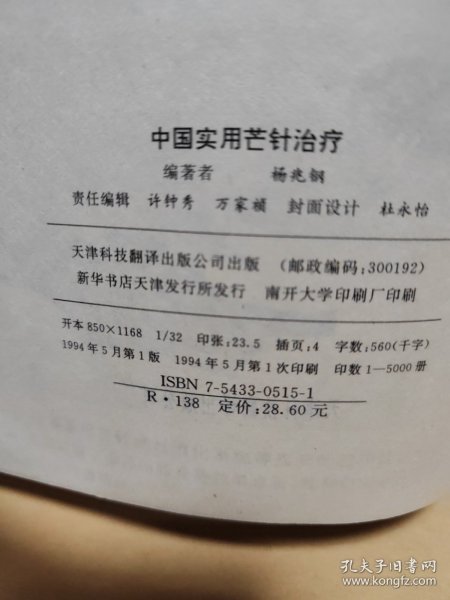 中国实用芒针治疗
编著者 杨兆钢
责任编辑 许钟秀 万家祯 封面设计 杜永怡
天津科技翻译出版公司出版 (邮政编码:300192)
新华书店天津发行所发行 南开大学印刷厂印刷
开本850×1168 1/32 印张:23.5 插页:4 字数:560(千字)
1994年5月第1版 1994年5月第1次印刷 印数1—5000册
ISBN 7-5433-0515-1
R·138 定价:28.60元
孔夫子旧书网
www.kongfz.com